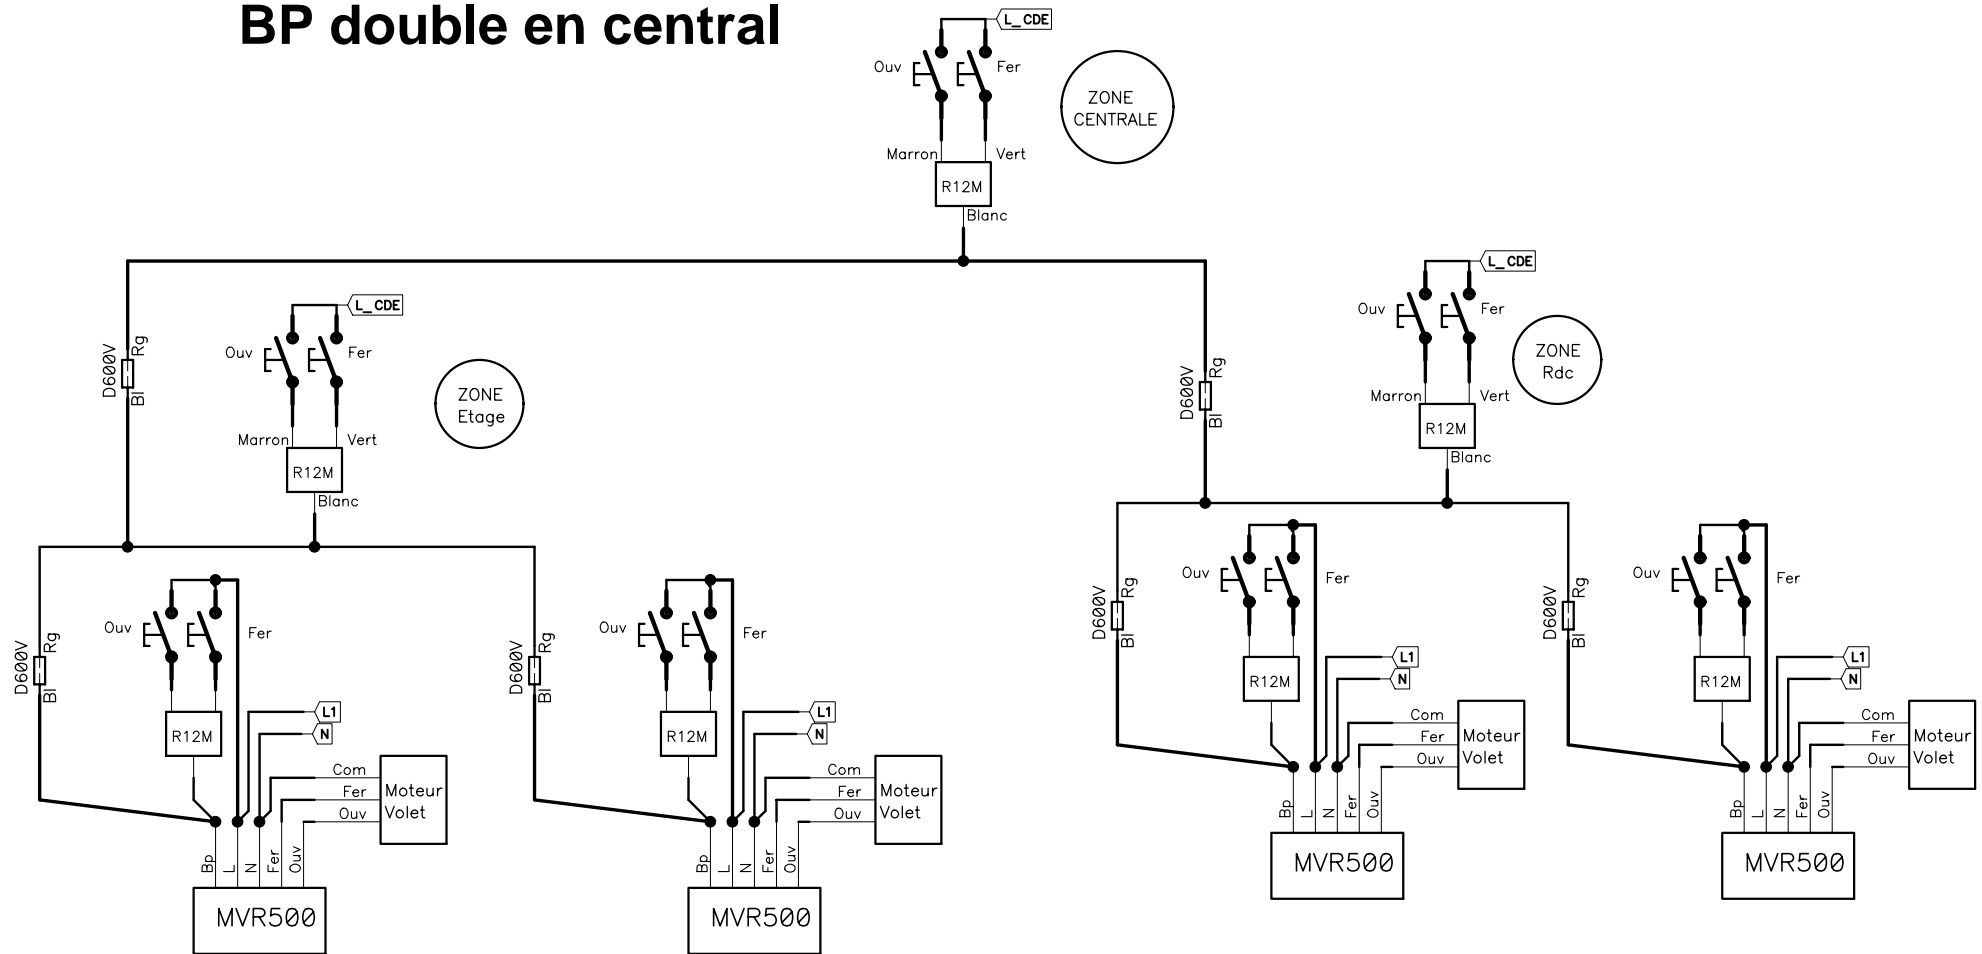 BP double en central
L_CDE
Ouv
Fer
ZONE
CENTRALE
Marron
Vert
R12M
Blanc
D600V
Rg
Bl
L_CDE
Ouv
Fer
ZONE
Etage
Marron
Vert
R12M
Blanc
D600V
Rg
Bl
L_CDE
Ouv
Fer
ZONE
Rdc
Marron
Vert
R12M
Blanc
D600V
Rg
Bl
Ouv
Fer
R12M
L1
N
Com
Fer
Ouv
Moteur
Volet
Bp
L
N
Fer
Ouv
MVR500
D600V
Rg
Bl
Ouv
Fer
R12M
L1
N
Com
Fer
Ouv
Moteur
Volet
Bp
L
N
Fer
Ouv
MVR500
D600V
Rg
Bl
Ouv
Fer
R12M
L1
N
Com
Fer
Ouv
Moteur
Volet
Bp
L
N
Fer
Ouv
MVR500
D600V
Rg
Bl
Ouv
Fer
R12M
L1
N
Com
Fer
Ouv
Moteur
Volet
Bp
L
N
Fer
Ouv
MVR500